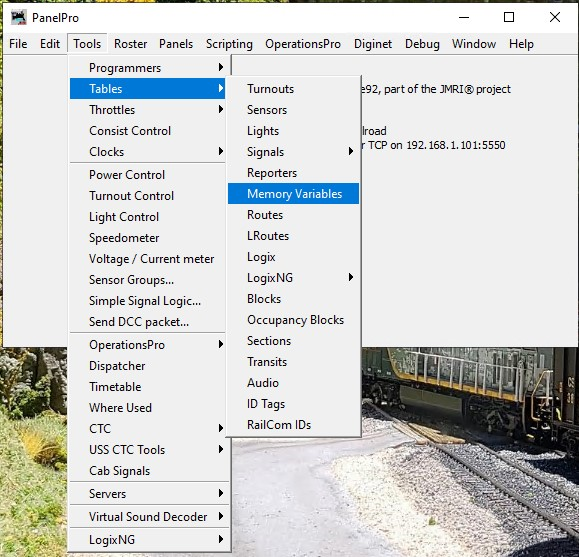 PanelPro
File Edit Tools Roster Panels Scripting OperationsPro Diginet Debug Window Help
Programmers
Tables
Throttles
Consist Control
Clocks
Power Control
Turnout Control
Light Control
Speedometer
Voltage / Current meter
Sensor Groups...
Simple Signal Logic...
Send DCC packet...
OperationsPro
Dispatcher
Timetable
Where Used
CTC
USS CTC Tools
Cab Signals
Servers
Virtual Sound Decoder
LogixNG
Turnouts
Sensors
Lights
Signals
Reporters
Memory Variables
Routes
LRoutes
Logix
LogixNG
Blocks
Occupancy Blocks
Sections
Transits
Audio
ID Tags
RailCom IDs
e92, part of the JMRI® project
lroad
r TCP on 192.168.1.101:5550